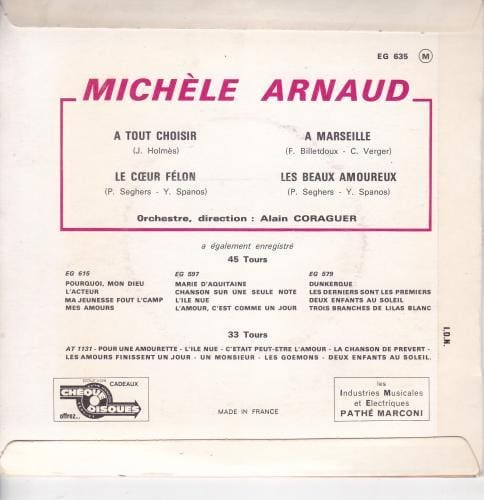 EG 635 M
MICHÈLE ARNAUD
A TOUT CHOISIR
(J. Holmès)
A MARSEILLE
(F. Billetdoux - C. Verger)
LE CŒUR FÉLON
(P. Seghers - Y. Spanos)
LES BEAUX AMOUREUX
(P. Seghers - Y. Spanos)
Orchestre, direction : Alain CORAGUER
a également enregistré
45 Tours
EG 615
POURQUOI, MON DIEU
L'ACTEUR
MA JEUNESSE FOUT L'CAMP
MES AMOURS
EG 597
MARIE D'AQUITAINE
CHANSON SUR UNE SEULE NOTE
L'ILE NUE
L'AMOUR, C'EST COMME UN JOUR
EG 579
DUNKERQUE
LES DERNIERS SONT LES PREMIERS
DEUX ENFANTS AU SOLEIL
TROIS BRANCHES DE LILAS BLANC
33 Tours
AT 1131 - POUR UNE AMOURETTE - L'ILE NUE - C'ETAIT PEUT-ETRE L'AMOUR - LA CHANSON DE PREVERT -
LES AMOURS FINISSENT UN JOUR - UN MONSIEUR - LES GOEMONS - DEUX ENFANTS AU SOLEIL.
I.D.N.
CADEAUX
CHEQUE
DISQUES
offrez...
MADE IN FRANCE
les
Industries Musicales
et Electriques
PATHÉ MARCONI